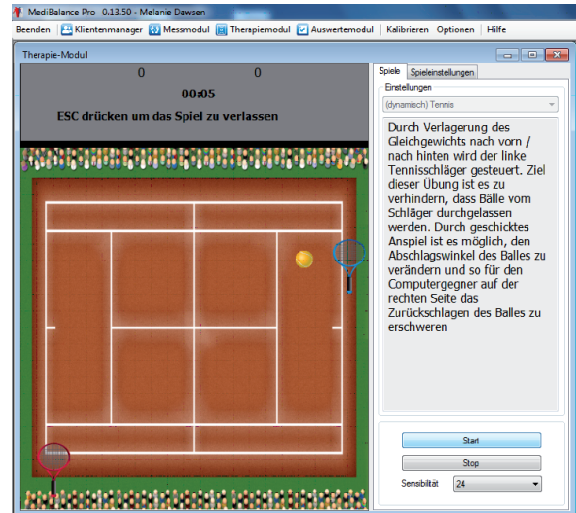 MediBalance Pro 0.13.50 - Melanie Dawsen
Beenden Klientenmanager Messmodul Therapiemodul Auswertemodul Kalibrieren Optionen Hilfe
Therapie-Modul
0 0
00:05
ESC drücken um das Spiel zu verlassen
Spiele Spieleinstellungen
Einstellungen
(dynamisch) Tennis
Durch Verlagerung des
Gleichgewichts nach vorn /
nach hinten wird der linke
Tennisschläger gesteuert. Ziel
dieser Übung ist es zu
verhindern, dass Bälle vom
Schläger durchgelassen
werden. Durch geschicktes
Anspiel ist es möglich, den
Abschlagswinkel des Balles zu
verändern und so für den
Computergegner auf der
rechten Seite das
Zurückschlagen des Balles zu
erschweren
Start
Stop
Sensibilität 24